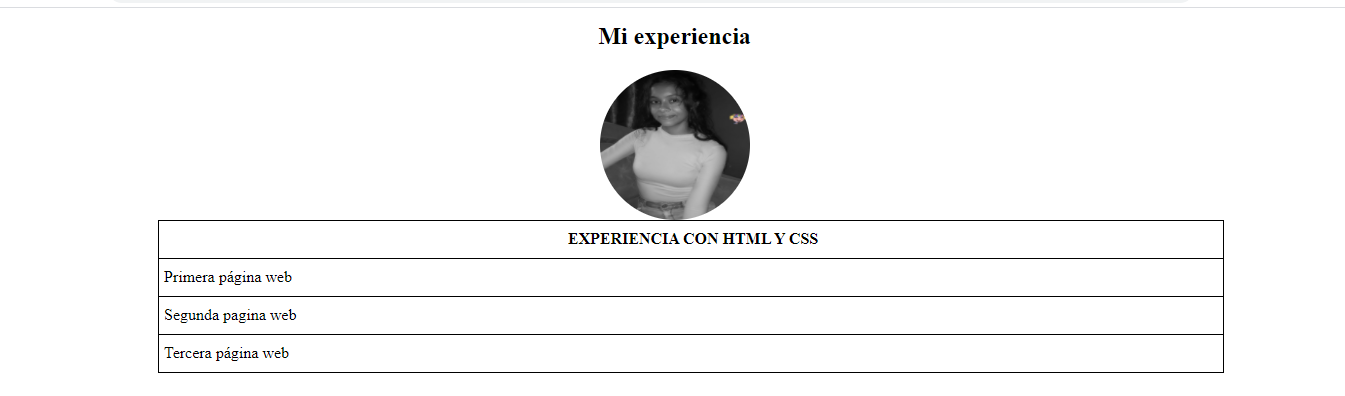 Mi experiencia
EXPERIENCIA CON HTML Y CSS
Primera página web
Segunda pagina web
Tercera página web